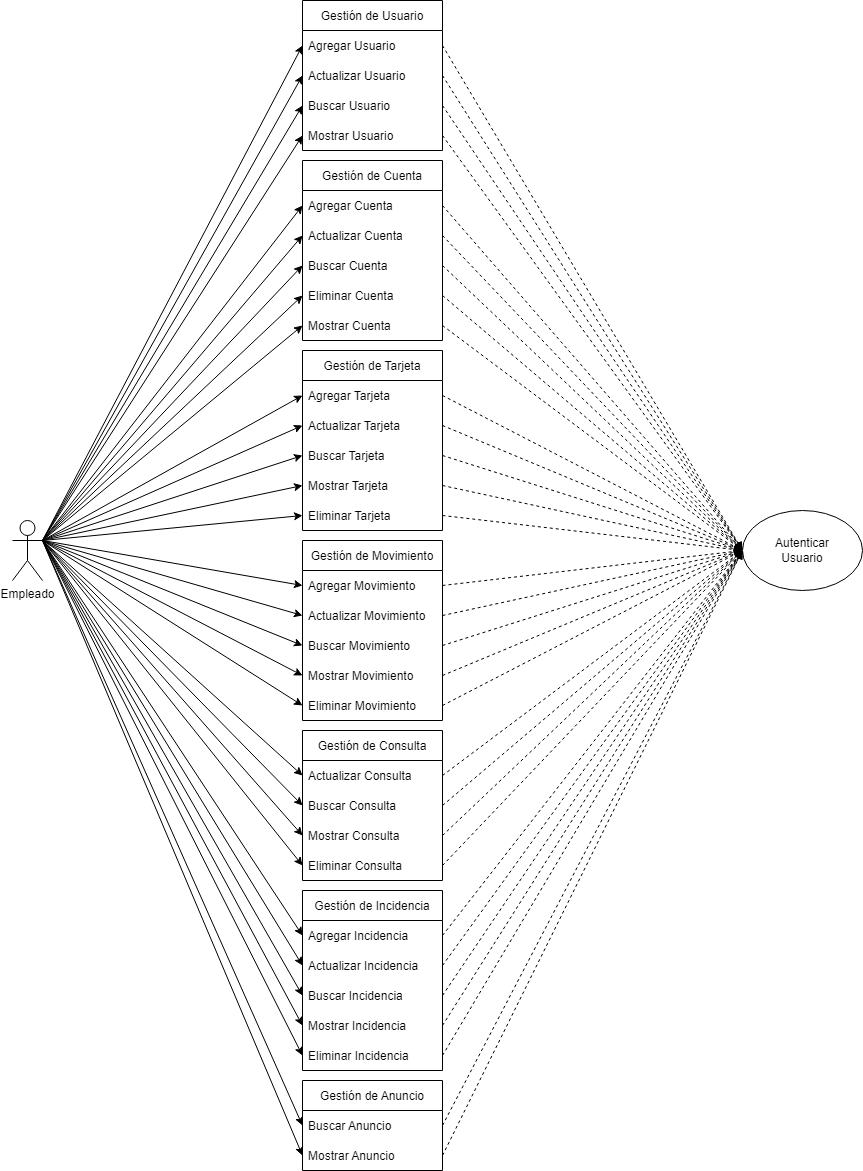 Gestión de Usuario
Agregar Usuario
Actualizar Usuario
Buscar Usuario
Mostrar Usuario
Gestión de Cuenta
Agregar Cuenta
Actualizar Cuenta
Buscar Cuenta
Eliminar Cuenta
Mostrar Cuenta
Gestión de Tarjeta
Agregar Tarjeta
Actualizar Tarjeta
Buscar Tarjeta
Mostrar Tarjeta
Eliminar Tarjeta
Empleado
Autenticar
Usuario
Gestión de Movimiento
Agregar Movimiento
Actualizar Movimiento
Buscar Movimiento
Mostrar Movimiento
Eliminar Movimiento
Gestión de Consulta
Actualizar Consulta
Buscar Consulta
Mostrar Consulta
Eliminar Consulta
Gestión de Incidencia
Agregar Incidencia
Actualizar Incidencia
Buscar Incidencia
Mostrar Incidencia
Eliminar Incidencia
Gestión de Anuncio
Buscar Anuncio
Mostrar Anuncio